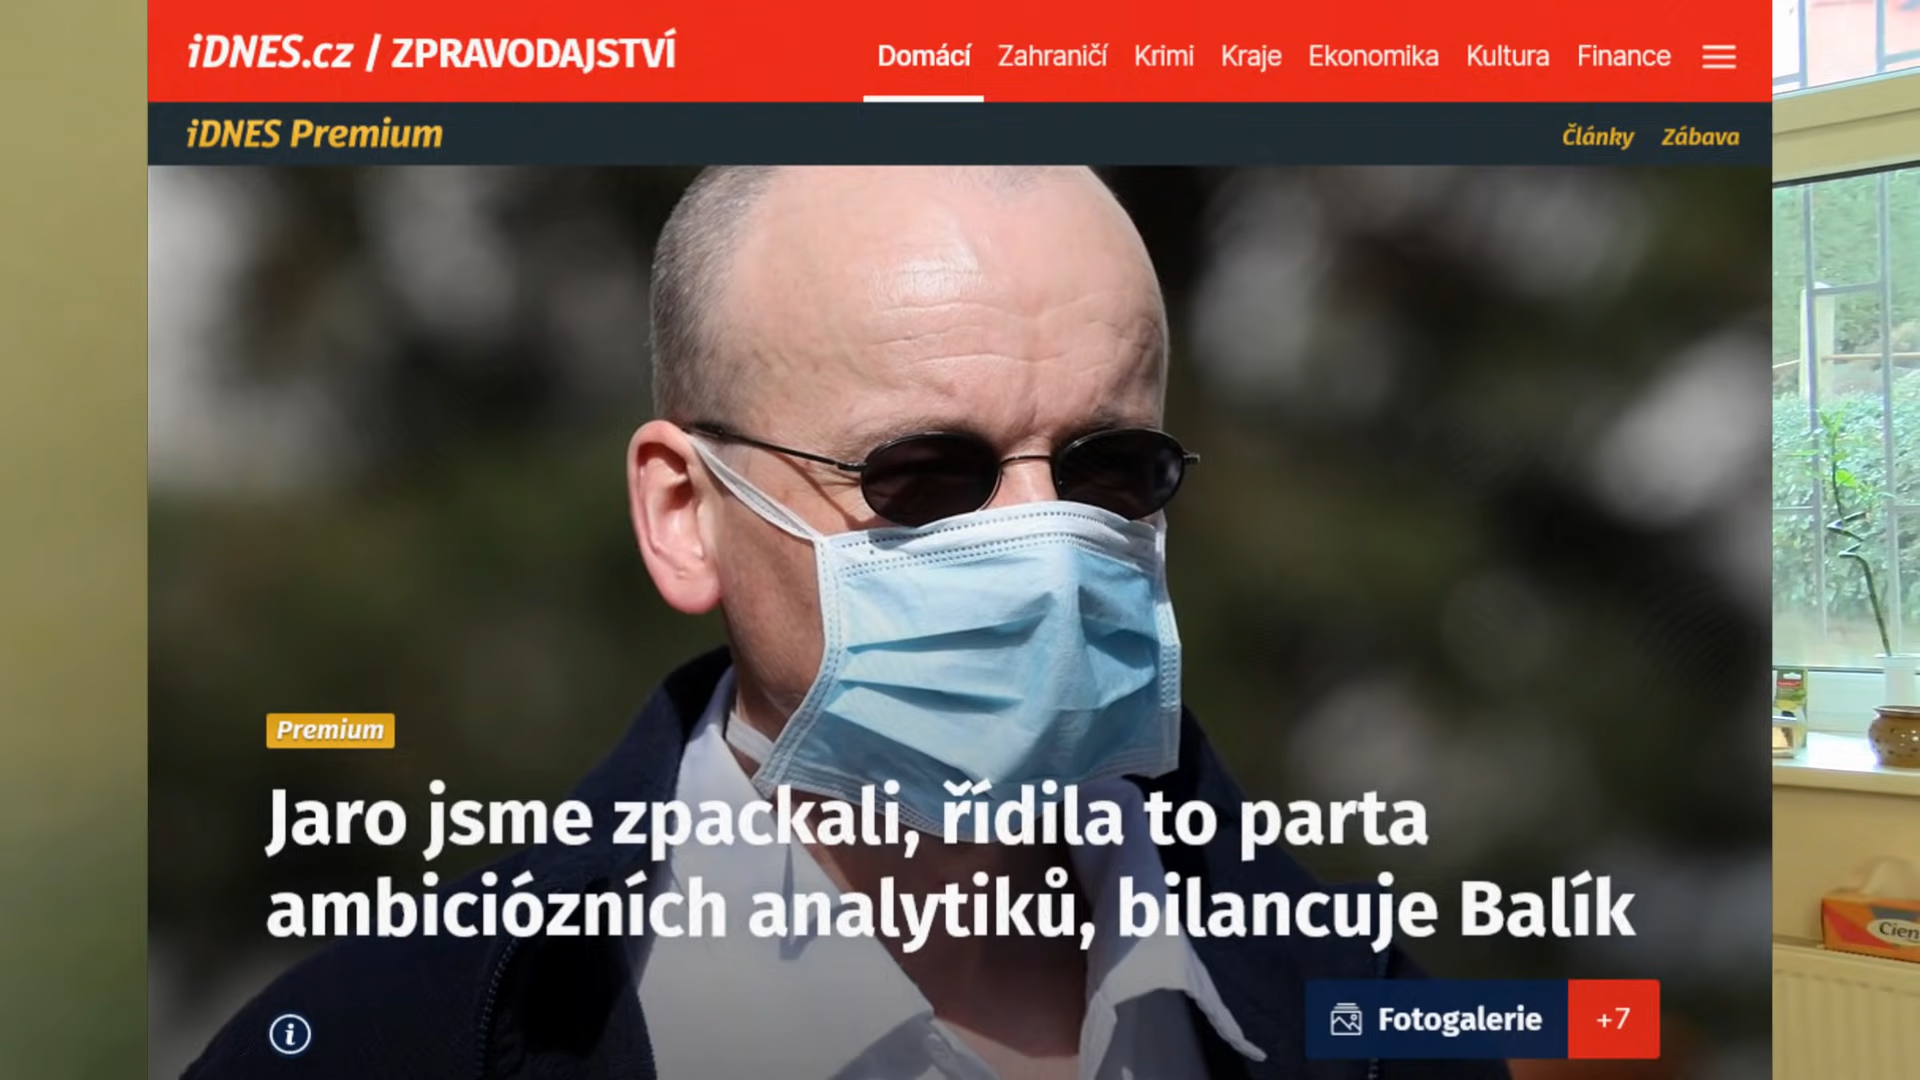 iDNES.cz / ZPRAVODAJSTVÍ
Domácí Zahraničí Krimi Kraje Ekonomika Kultura Finance
iDNES Premium
Články Zábava
Premium
Jaro jsme zpackali, řídila to parta
ambiciózních analytiků, bilancuje Balík
Fotogalerie +7